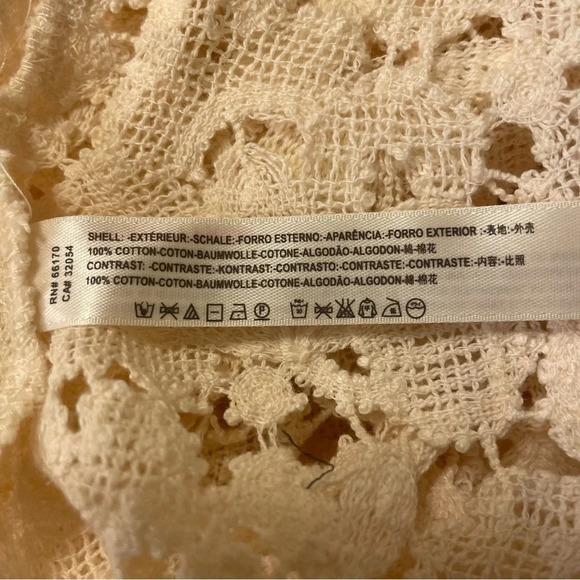 RN# 66170
CA# 32054
SHELL: -EXTÉRIEUR:-SCHALE:-FORRO ESTERNO:-APARÊNCIA:-FORRO EXTERIOR :-表地:-外壳
100% COTTON-COTON-BAUMWOLLE-COTONE-ALGODÃO-ALGODON-綿-棉花
CONTRAST: -CONTRASTE:-KONTRAST:-CONTRASTO:-CONTRASTE:-CONTRASTE:-内容:-比照
100% COTTON-COTON-BAUMWOLLE-COTONE-ALGODÃO-ALGODON-綿-棉花